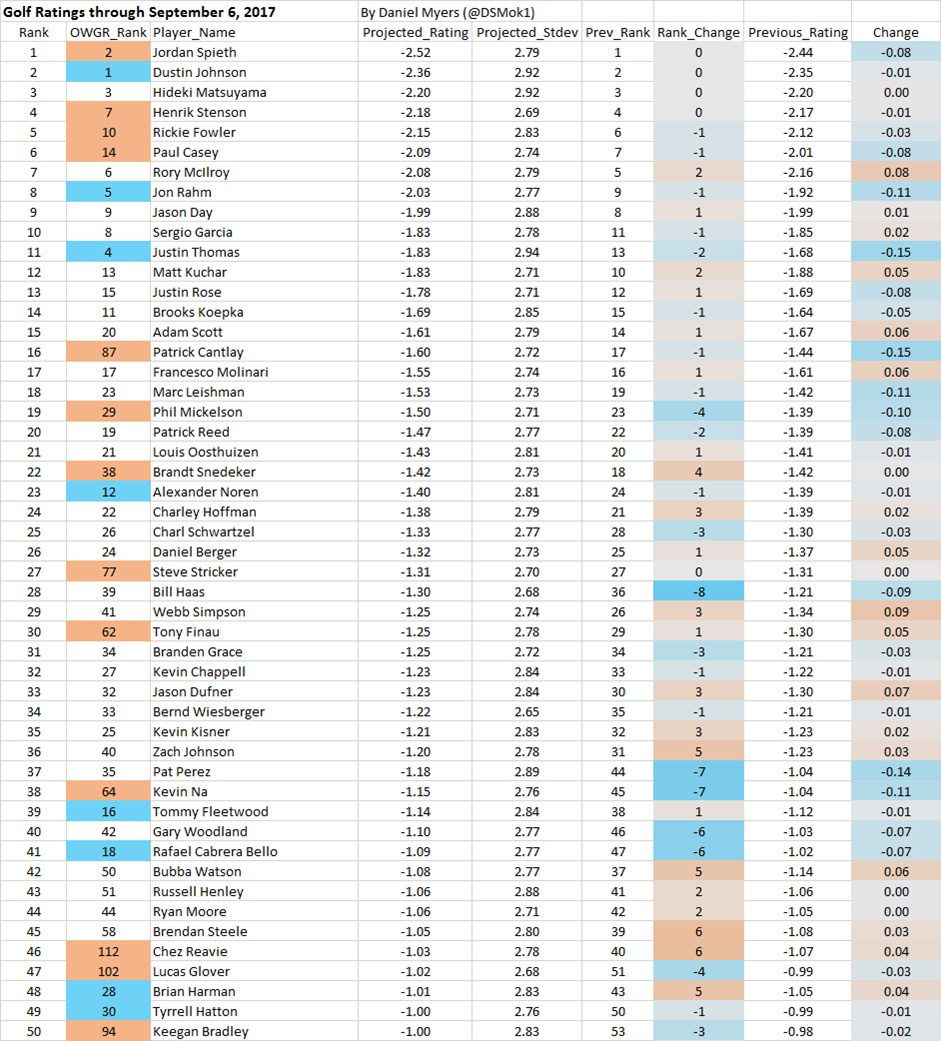 Golf Ratings through September 6, 2017 By Daniel Myers (@DSMok1)
Rank OWGR_Rank Player_Name Projected_Rating Projected_Stdev Prev_Rank Rank_Change Previous_Rating Change
1 2 Jordan Spieth -2.52 2.79 1 0 -2.44 -0.08
2 1 Dustin Johnson -2.36 2.92 2 0 -2.35 -0.01
3 3 Hideki Matsuyama -2.20 2.92 3 0 -2.20 0.00
4 7 Henrik Stenson -2.18 2.69 4 0 -2.17 -0.01
5 10 Rickie Fowler -2.15 2.83 6 -1 -2.12 -0.03
6 14 Paul Casey -2.09 2.74 7 -1 -2.01 -0.08
7 6 Rory McIlroy -2.08 2.79 5 2 -2.16 0.08
8 5 Jon Rahm -2.03 2.77 9 -1 -1.92 -0.11
9 9 Jason Day -1.99 2.88 8 1 -1.99 0.01
10 8 Sergio Garcia -1.83 2.78 11 -1 -1.85 0.02
11 4 Justin Thomas -1.83 2.94 13 -2 -1.68 -0.15
12 13 Matt Kuchar -1.83 2.71 10 2 -1.88 0.05
13 15 Justin Rose -1.78 2.71 12 1 -1.69 -0.08
14 11 Brooks Koepka -1.69 2.85 15 -1 -1.64 -0.05
15 20 Adam Scott -1.61 2.79 14 1 -1.67 0.06
16 87 Patrick Cantlay -1.60 2.72 17 -1 -1.44 -0.15
17 17 Francesco Molinari -1.55 2.74 16 1 -1.61 0.06
18 23 Marc Leishman -1.53 2.73 19 -1 -1.42 -0.11
19 29 Phil Mickelson -1.50 2.71 23 -4 -1.39 -0.10
20 19 Patrick Reed -1.47 2.77 22 -2 -1.39 -0.08
21 21 Louis Oosthuizen -1.43 2.81 20 1 -1.41 -0.01
22 38 Brandt Snedeker -1.42 2.73 18 4 -1.42 0.00
23 12 Alexander Noren -1.40 2.81 24 -1 -1.39 -0.01
24 22 Charley Hoffman -1.38 2.79 21 3 -1.39 0.02
25 26 Charl Schwartzel -1.33 2.77 28 -3 -1.30 -0.03
26 24 Daniel Berger -1.32 2.73 25 1 -1.37 0.05
27 77 Steve Stricker -1.31 2.70 27 0 -1.31 0.00
28 39 Bill Haas -1.30 2.68 36 -8 -1.21 -0.09
29 41 Webb Simpson -1.25 2.74 26 3 -1.34 0.09
30 62 Tony Finau -1.25 2.78 29 1 -1.30 0.05
31 34 Branden Grace -1.25 2.72 34 -3 -1.21 -0.03
32 27 Kevin Chappell -1.23 2.84 33 -1 -1.22 -0.01
33 32 Jason Dufner -1.23 2.84 30 3 -1.30 0.07
34 33 Bernd Wiesberger -1.22 2.65 35 -1 -1.21 -0.01
35 25 Kevin Kisner -1.21 2.83 32 3 -1.23 0.02
36 40 Zach Johnson -1.20 2.78 31 5 -1.23 0.03
37 35 Pat Perez -1.18 2.89 44 -7 -1.04 -0.14
38 64 Kevin Na -1.15 2.76 45 -7 -1.04 -0.11
39 16 Tommy Fleetwood -1.14 2.84 38 1 -1.12 -0.01
40 42 Gary Woodland -1.10 2.77 46 -6 -1.03 -0.07
41 18 Rafael Cabrera Bello -1.09 2.77 47 -6 -1.02 -0.07
42 50 Bubba Watson -1.08 2.77 37 5 -1.14 0.06
43 51 Russell Henley -1.06 2.88 41 2 -1.06 0.00
44 44 Ryan Moore -1.06 2.71 42 2 -1.05 0.00
45 58 Brendan Steele -1.05 2.80 39 6 -1.08 0.03
46 112 Chez Reavie -1.03 2.78 40 6 -1.07 0.04
47 102 Lucas Glover -1.02 2.68 51 -4 -0.99 -0.03
48 28 Brian Harman -1.01 2.83 43 5 -1.05 0.04
49 30 Tyrrell Hatton -1.00 2.76 50 -1 -0.99 -0.01
50 94 Keegan Bradley -1.00 2.83 53 -3 -0.98 -0.02